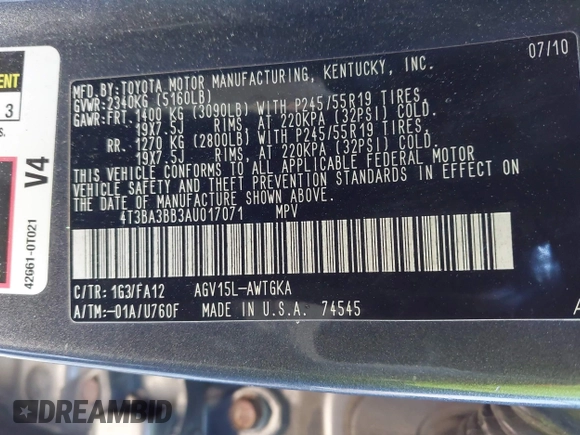 07/10
MFD.BY:TOYOTA MOTOR MANUFACTURING, KENTUCKY, INC.
GVWR:2340KG (5160LB)
GAWR:FRT. 1400 KG (3090LB) WITH P245/55R19 TIRES,
19X7.5J RIMS, AT 220KPA (32PSI) COLD.
RR. 1270 KG (2800LB) WITH P245/55R19 TIRES,
19X7.5J RIMS, AT 220KPA (32PSI) COLD.
THIS VEHICLE CONFORMS TO ALL APPLICABLE FEDERAL MOTOR
VEHICLE SAFETY AND THEFT PREVENTION STANDARDS IN EFFECT
ON THE DATE OF MANUFACTURE SHOWN ABOVE.
4T3BA3BB3AU017071 MPV
C/TR: 1G3/FA12 AGV15L-AWTGKA
A/TM:-01A/U760F MADE IN U.S.A. 74545
A
3
S.
V4
42661-0T021
DREAMBID